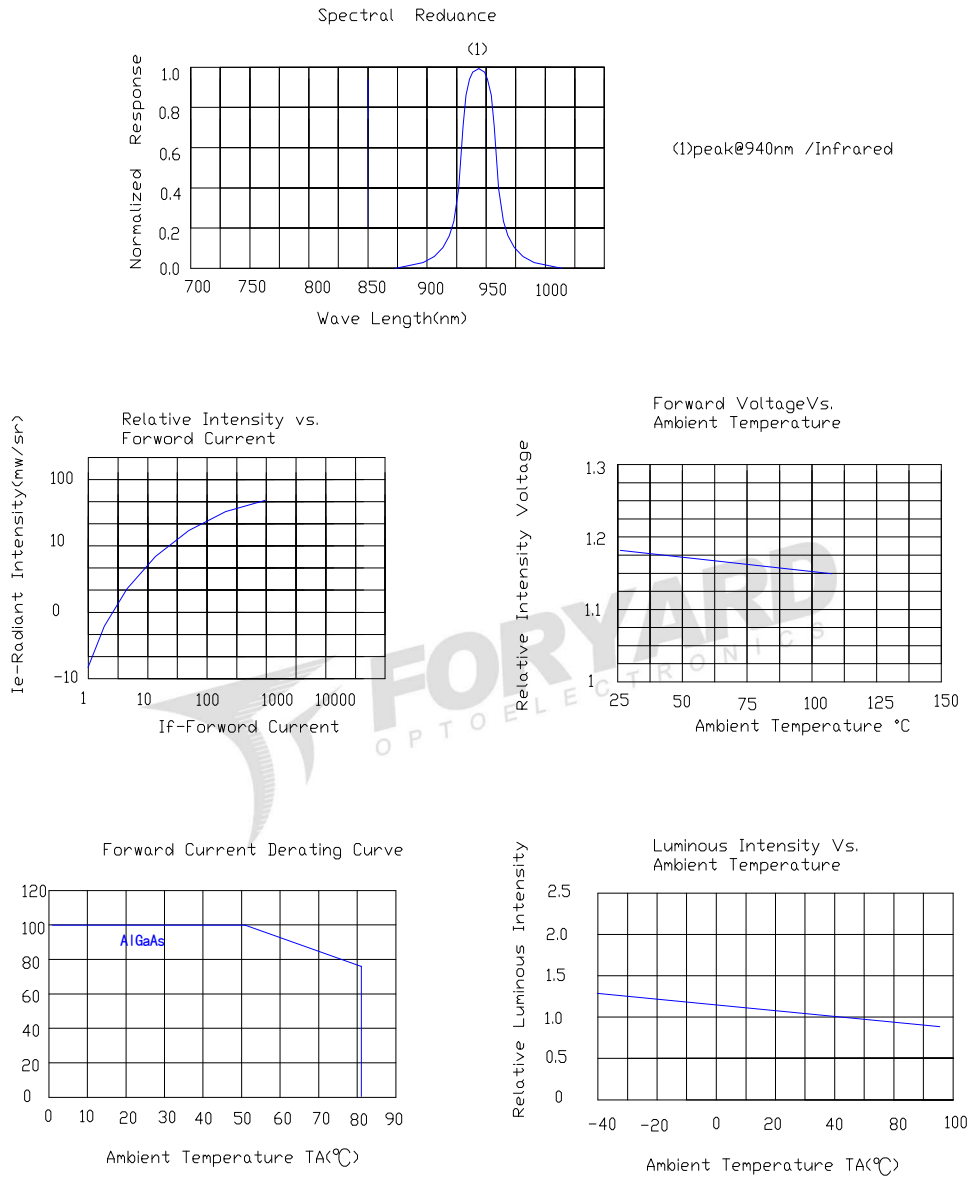 Spectral Reduance
(1)
Normalized Response
1.0
0.8
0.6
0.4
0.2
0.0
700 750 800 850 900 950 1000
Wave Length(nm)
(1)peak@940nm /Infrared
Relative Intensity vs.
Forword Current
Ie-Radiant Intensity(mw/sr)
100
10
0
-10
1 10 100 1000 10000
If-Forword Current
Forward VoltageVs.
Ambient Temperature
Relative Intensity Voltage
1.3
1.2
1.1
1
25 50 75 100 125 150
Ambient Temperature °C
FORYARD
OPTOELECTRONICS
Forward Current Derating Curve
120
100
80
60
40
20
0
AlGaAs
0 10 20 30 40 50 60 70 80 90
Ambient Temperature TA(℃)
Luminous Intensity Vs.
Ambient Temperature
Relative Luminous Intensity
2.5
2.0
1.5
1.0
0.5
0
-40 -20 0 20 40 60 80 100
Ambient Temperature TA(℃)